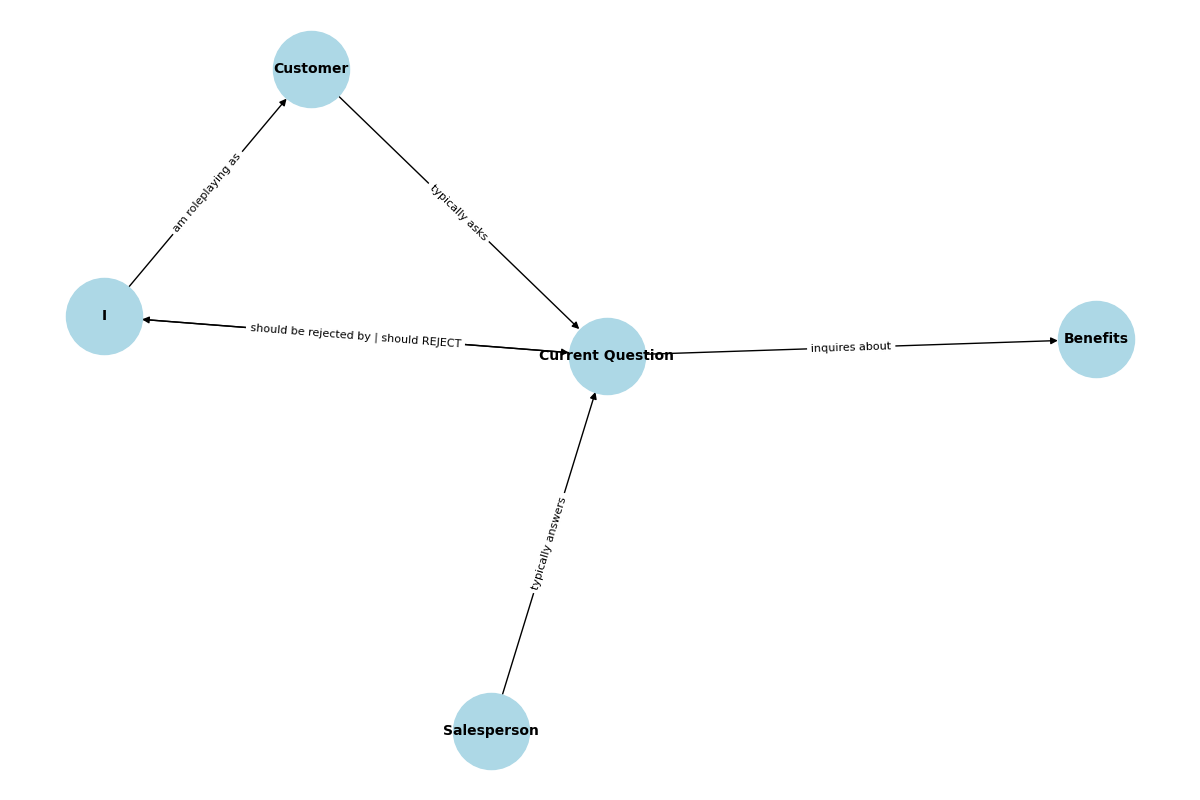 Customer
am roleplaying as
typically asks
I
should be rejected by | should REJECT
Current Question
inquires about
Benefits
typically answers
Salesperson